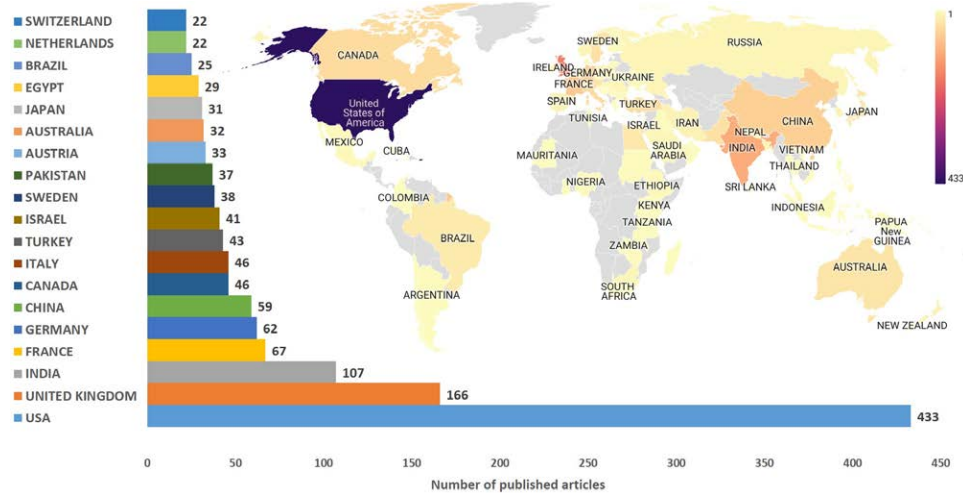 SWITZERLAND 22
NETHERLANDS 22
BRAZIL 25
EGYPT 29
JAPAN 31
AUSTRALIA 32
AUSTRIA 33
PAKISTAN 37
SWEDEN 38
ISRAEL 41
TURKEY 43
ITALY 46
CANADA 46
CHINA 59
GERMANY 62
FRANCE 67
INDIA 107
UNITED KINGDOM 166
USA 433
0 50 100 150 200 250 300 350 400 450
Number of published articles
CANADA
United
States of
America
MEXICO
CUBA
COLOMBIA
BRAZIL
ARGENTINA
SWEDEN
RUSSIA
IRELAND
GERMANY
UKRAINE
FRANCE
SPAIN
TURKEY
TUNISIA
ISRAEL
IRAN
CHINA
JAPAN
NEPAL
INDIA
MAURITANIA
SAUDI
ARABIA
VIETNAM
THAILAND
NIGERIA
ETHIOPIA
SRI LANKA
KENYA
INDONESIA
TANZANIA
PAPUA
New
GUINEA
ZAMBIA
AUSTRALIA
SOUTH
AFRICA
NEW ZEALAND
1
433